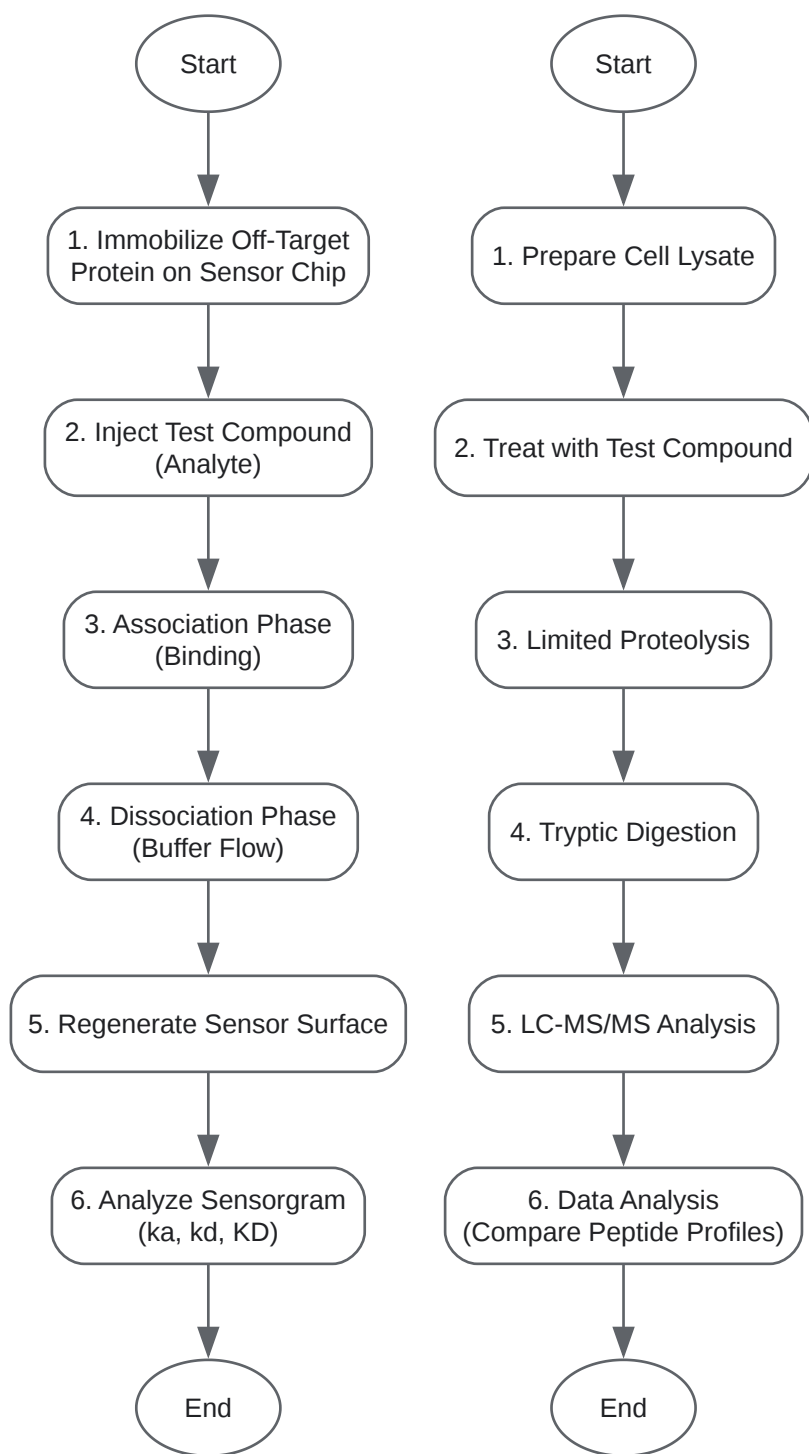 Start
1. Immobilize Off-Target
Protein on Sensor Chip
2. Inject Test Compound
(Analyte)
3. Association Phase
(Binding)
4. Dissociation Phase
(Buffer Flow)
5. Regenerate Sensor Surface
6. Analyze Sensorgram
(ka, kd, KD)
End
Start
1. Prepare Cell Lysate
2. Treat with Test Compound
3. Limited Proteolysis
4. Tryptic Digestion
5. LC-MS/MS Analysis
6. Data Analysis
(Compare Peptide Profiles)
End